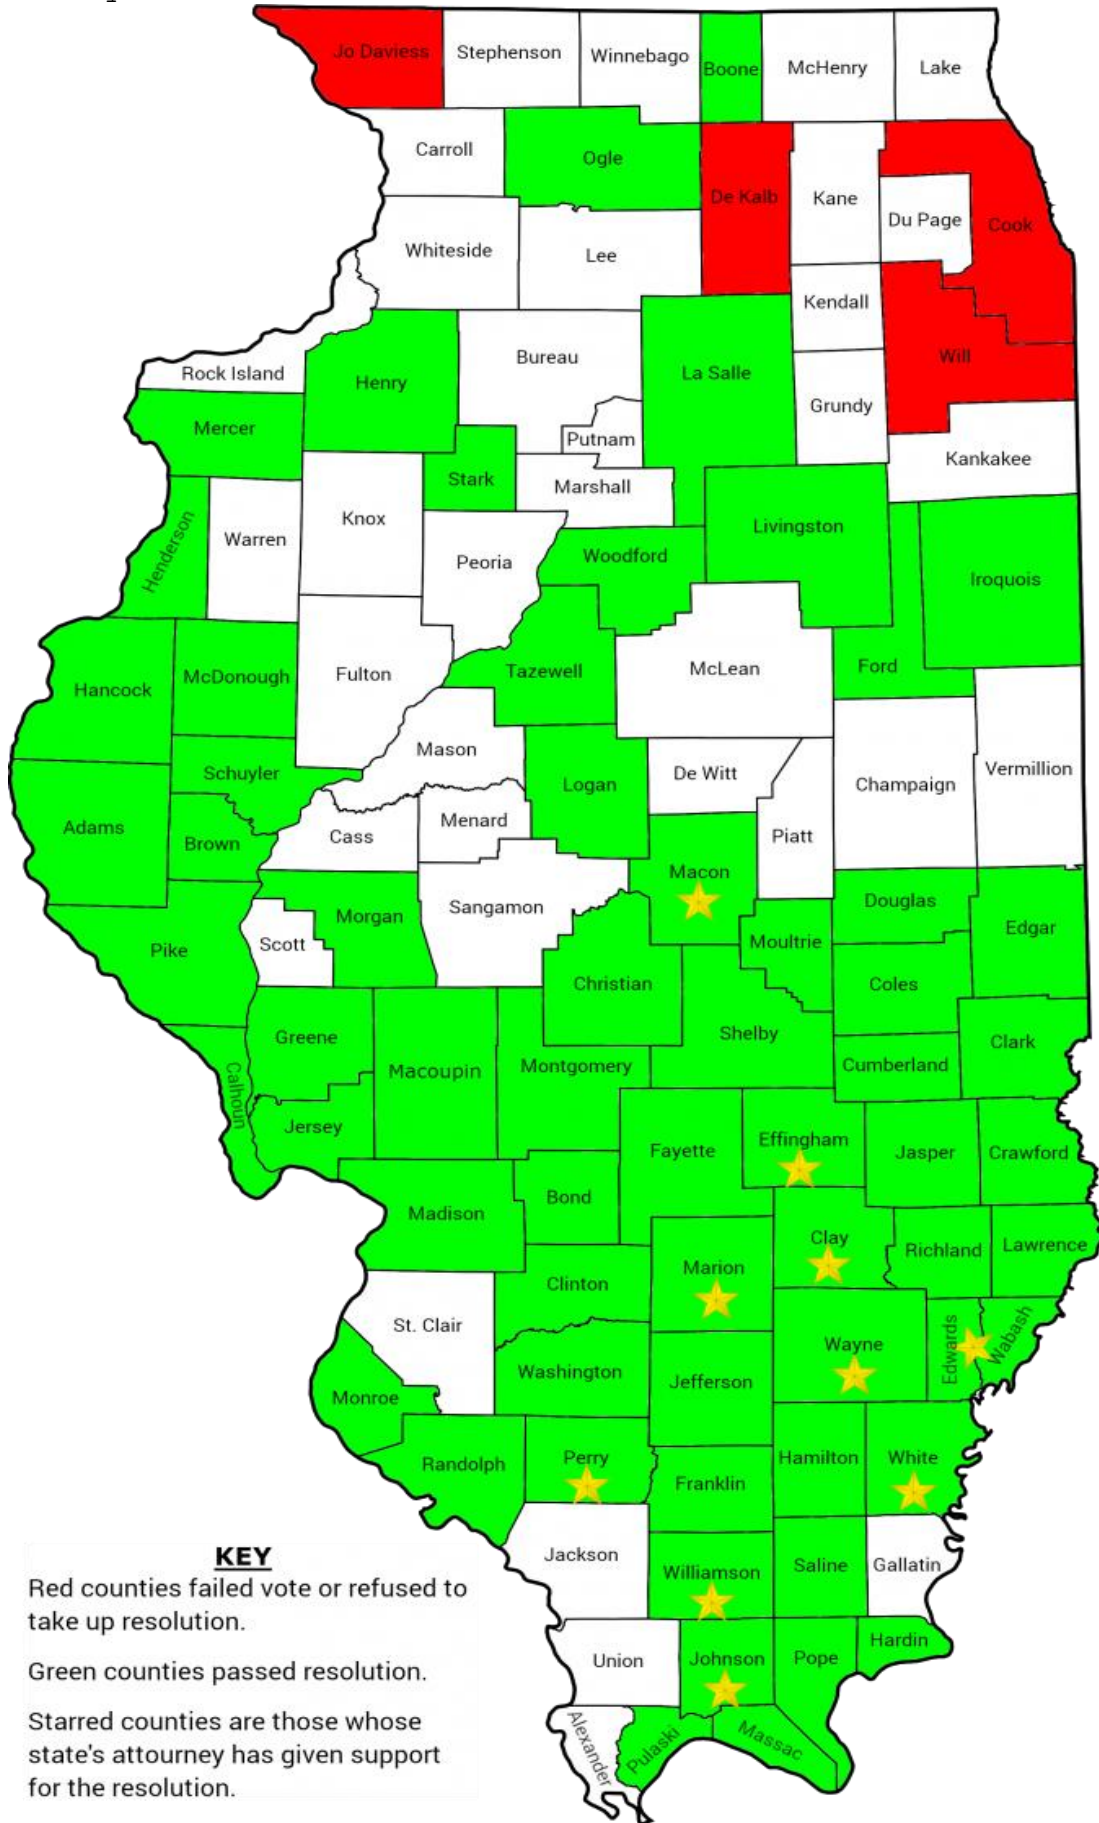 Jo Daviess
Stephenson
Winnebago
Boone
McHenry
Lake
Carroll
Ogle
De Kalb
Kane
Du Page
Cook
Whiteside
Lee
Kendall
Will
Rock Island
Henry
Bureau
La Salle
Grundy
Mercer
Putnam
Kankakee
Stark
Marshall
Henderson
Warren
Knox
Peoria
Woodford
Livingston
Iroquois
Hancock
McDonough
Fulton
Tazewell
McLean
Ford
Mason
Schuyler
Logan
De Witt
Champaign
Vermillion
Adams
Brown
Cass
Menard
Piatt
Macon
Pike
Scott
Morgan
Sangamon
Christian
Moultrie
Douglas
Edgar
Coles
Greene
Macoupin
Montgomery
Shelby
Cumberland
Clark
Calhoun
Jersey
Fayette
Effingham
Jasper
Crawford
Madison
Bond
Clay
Richland
Lawrence
Clinton
Marion
St. Clair
Washington
Jefferson
Wayne
Edwards
Wabash
Monroe
Randolph
Perry
Franklin
Hamilton
White
Jackson
Williamson
Saline
Gallatin
Union
Johnson
Pope
Hardin
Alexander
Pulaski
Massac
KEY
Red counties failed vote or refused to
take up resolution.
Green counties passed resolution.
Starred counties are those whose
state's attourney has given support
for the resolution.